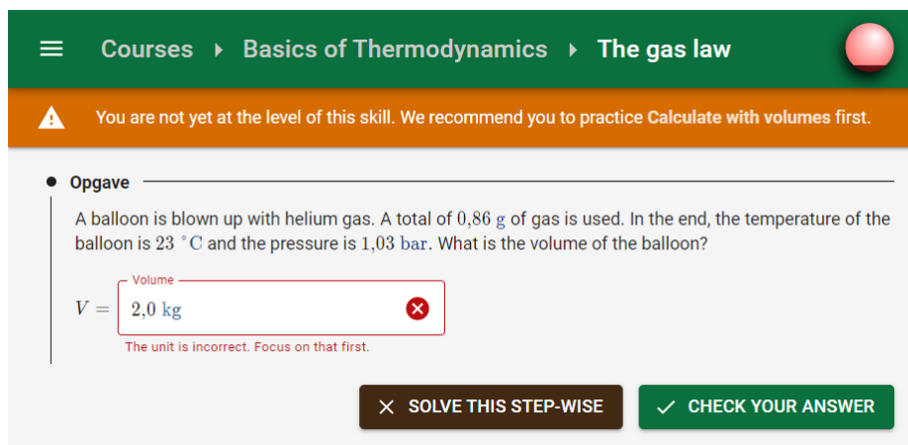 Courses ▸ Basics of Thermodynamics ▸ The gas law
You are not yet at the level of this skill. We recommend you to practice Calculate with volumes first.
Opgave
A balloon is blown up with helium gas. A total of 0,86 g of gas is used. In the end, the temperature of the
balloon is 23 °C and the pressure is 1,03 bar. What is the volume of the balloon?
Volume
V = 2,0 kg
The unit is incorrect. Focus on that first.
SOLVE THIS STEP-WISE CHECK YOUR ANSWER